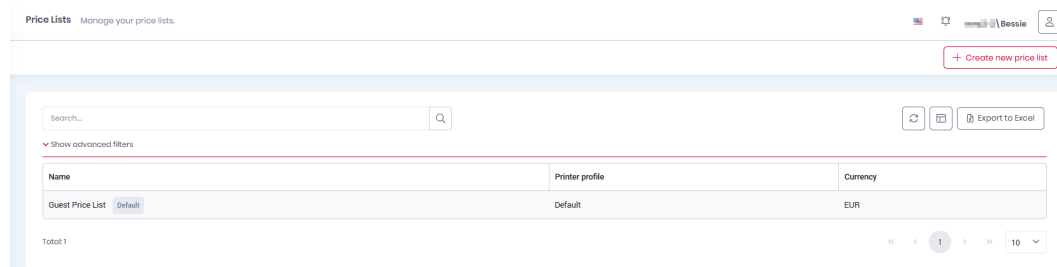 Price Lists Manage your price lists.
\Bessie
+ Create new price list
Search...
Export to Excel
Show advanced filters
Name Printer profile Currency
Guest Price List Default Default EUR
Total: 1 « ‹ 1 › » 10